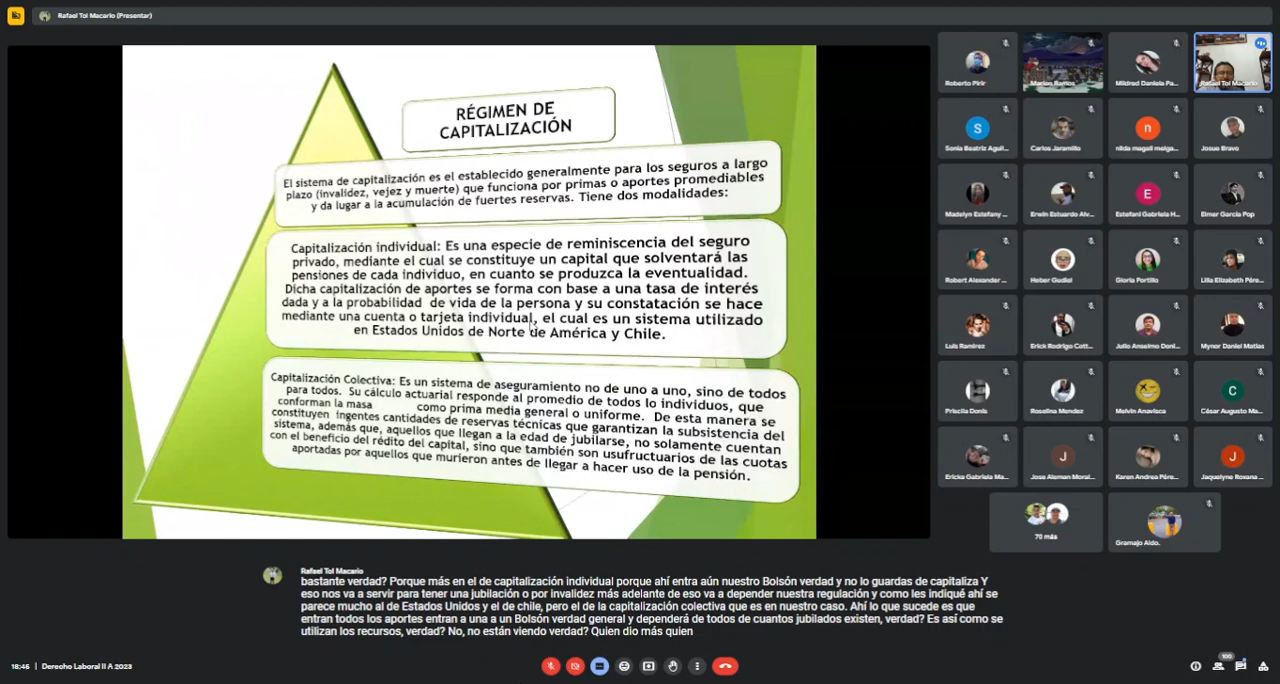 Rafael Tol Macario (Presentar)
RÉGIMEN DE
CAPITALIZACIÓN
El sistema de capitalización es el establecido generalmente para los seguros a largo
plazo (invalidez, vejez y muerte) que funciona por primas o aportes promediables
y da lugar a la acumulación de fuertes reservas. Tiene dos modalidades:
Capitalización individual: Es una especie de reminiscencia del seguro
privado, mediante el cual se constituye un capital que solventará las
pensiones de cada individuo, en cuanto se produzca la eventualidad.
Dicha capitalización de aportes se forma con base a una tasa de interés
dada y a la probabilidad de vida de la persona y su constatación se hace
mediante una cuenta o tarjeta individual, el cual es un sistema utilizado
en Estados Unidos de Norte de América y Chile.
Capitalización Colectiva: Es un sistema de aseguramiento no de uno a uno, sino de todos
para todos. Su cálculo actuarial responde al promedio de todos lo individuos, que
conforman la masa como prima media general o uniforme. De esta manera se
constituyen ingentes cantidades de reservas técnicas que garantizan la subsistencia del
sistema, además que, aquellos que llegan a la edad de jubilarse, no solamente cuentan
con el beneficio del rédito del capital, sino que también son usufructuarios de las cuotas
aportadas por aquellos que murieron antes de llegar a hacer uso de la pensión.
Roberto Pirir
Marlon Ramos
Mildred Daniela Pa...
Rafael Tol Macario
S
Sonia Beatriz Aguil...
Carlos Jaramillo
n
nilda magali melga...
Josue Bravo
Madelyn Estefany ...
Erwin Estuardo Alv...
E
Estefani Gabriela H...
Elmer García Pop
Robert Alexander ...
Heber Gudiel
Gloria Portillo
Lilia Elizabeth Pére...
Luis Ramirez
Erick Rodrigo Cott...
Julio Anselmo Doni...
Mynor Daniel Matias
Priscila Donis
Roselina Mendez
Melvin Anavisca
C
César Augusto Ma...
Ericka Gabriela Ma...
J
Jose Aleman Moral...
Karen Andrea Pére...
J
Jaquelyne Roxana ...
70 más
Gramajo Aldo.
Rafael Tol Macario
bastante verdad? Porque más en el de capitalización individual porque ahí entra aún nuestro Bolsón verdad y no lo guardas de capitaliza Y
eso nos va a servir para tener una jubilación o por invalidez más adelante de eso va a depender nuestra regulación y como les indiqué ahí se
parece mucho al de Estados Unidos y el de chile, pero el de la capitalización colectiva que es en nuestro caso. Ahí lo que sucede es que
entran todos los aportes entran a una a un Bolsón verdad general y dependerá de todos de cuantos jubilados existen, verdad? Es así como se
utilizan los recursos, verdad? No, no están viendo verdad? Quien dio más quien
18:46 | Derecho Laboral II A 2023
100